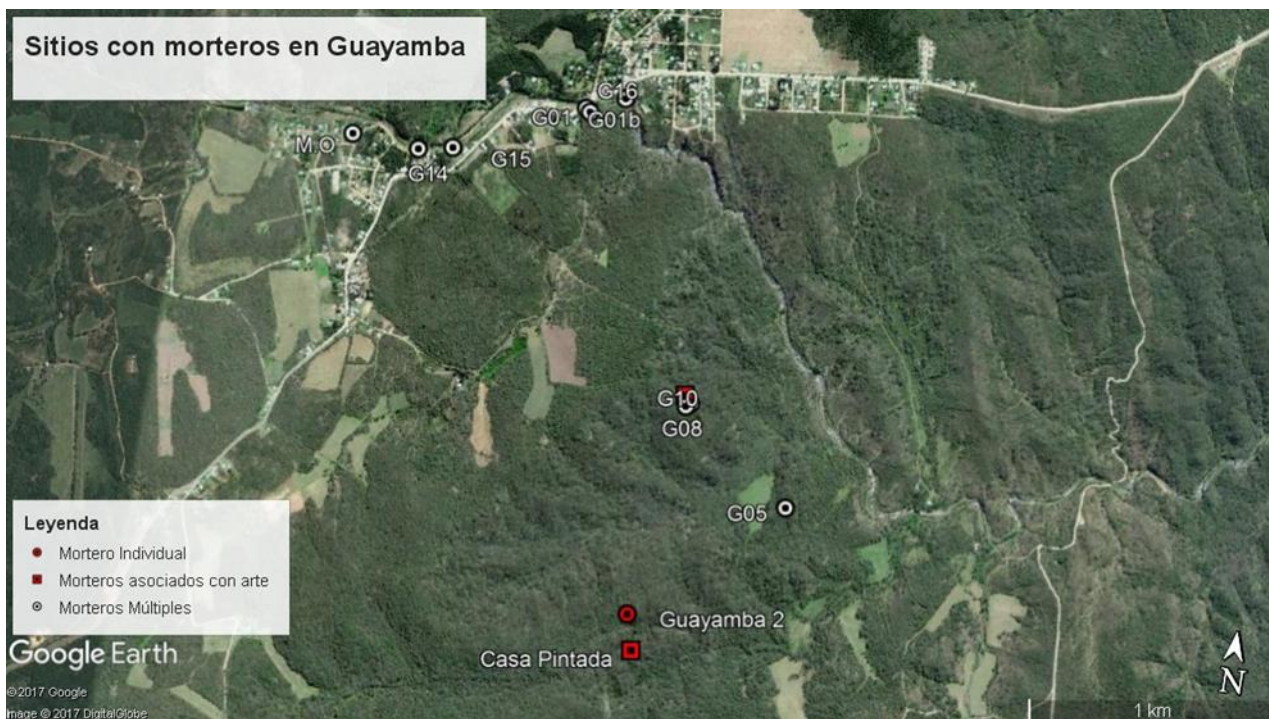 Sitios con morteros en Guayamba
G16
G01
G01b
M.O
G14
G15
G10
G08
G05
Guayamba 2
Casa Pintada
Leyenda
Mortero Individual
Morteros asociados con arte
Morteros Múltiples
Google Earth
©2017 Google
Image © 2017 DigitalGlobe
N
1 km